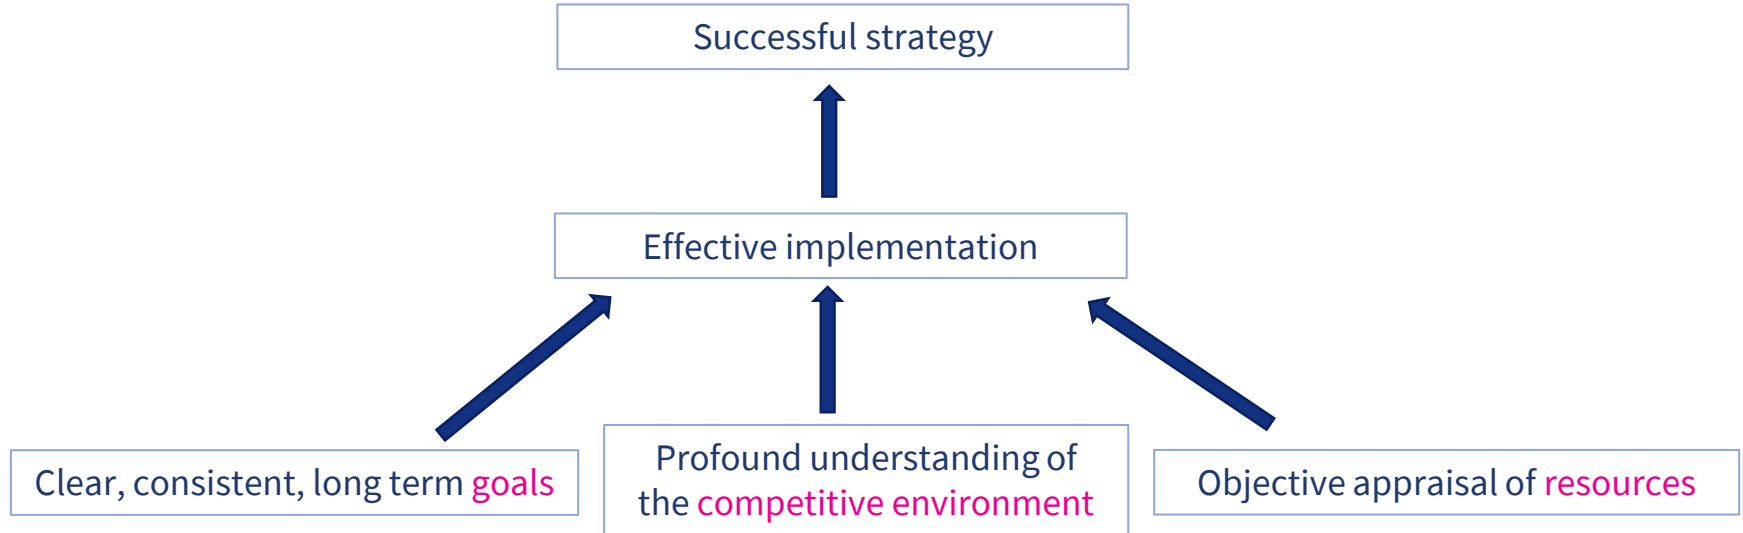 Successful strategy
Effective implementation
Clear, consistent, long term goals
Profound understanding of
the competitive environment
Objective appraisal of resources